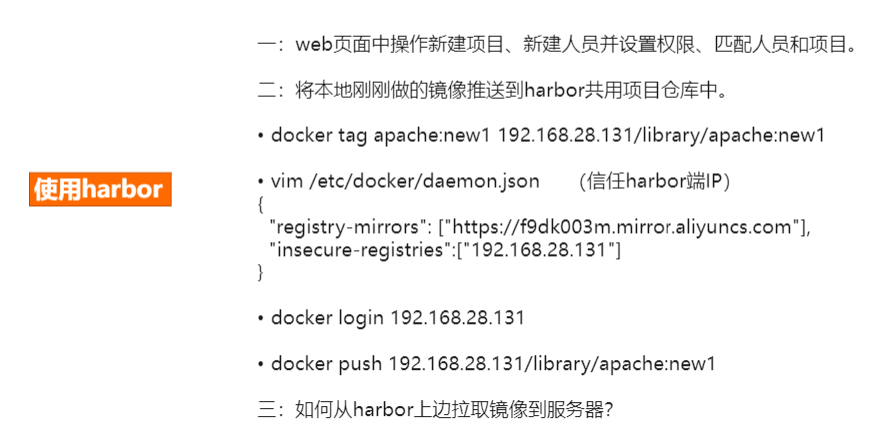 一：web页面中操作新建项目、新建人员并设置权限、匹配人员和项目。
二：将本地刚刚做的镜像推送到harbor共用项目仓库中。
• docker tag apache:new1 192.168.28.131/library/apache:new1
使用harbor
• vim /etc/docker/daemon.json （信任harbor端IP）
{
"registry-mirrors": ["https://f9dk003m.mirror.aliyuncs.com"],
"insecure-registries":["192.168.28.131"]
}
• docker login 192.168.28.131
• docker push 192.168.28.131/library/apache:new1
三：如何从harbor上边拉取镜像到服务器？